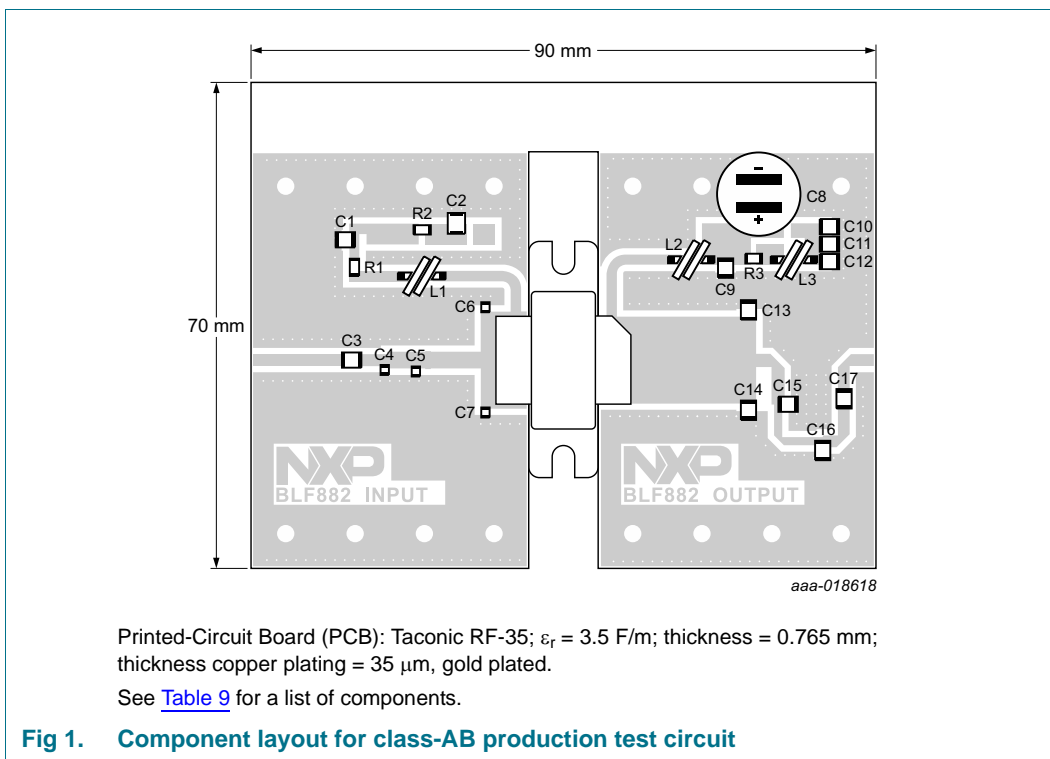 90 mm
70 mm
C1
R2
C2
R1
L1
C6
C3
C4
C5
C7
NXP
BLF882 INPUT
-
+
C8
C10
C11
C12
L2
C9
R3
L3
C13
C14
C15
C17
C16
NXP
BLF882 OUTPUT
aaa-018618
Printed-Circuit Board (PCB): Taconic RF-35; εr = 3.5 F/m; thickness = 0.765 mm;
thickness copper plating = 35 μm, gold plated.
See Table 9 for a list of components.
Fig 1. Component layout for class-AB production test circuit